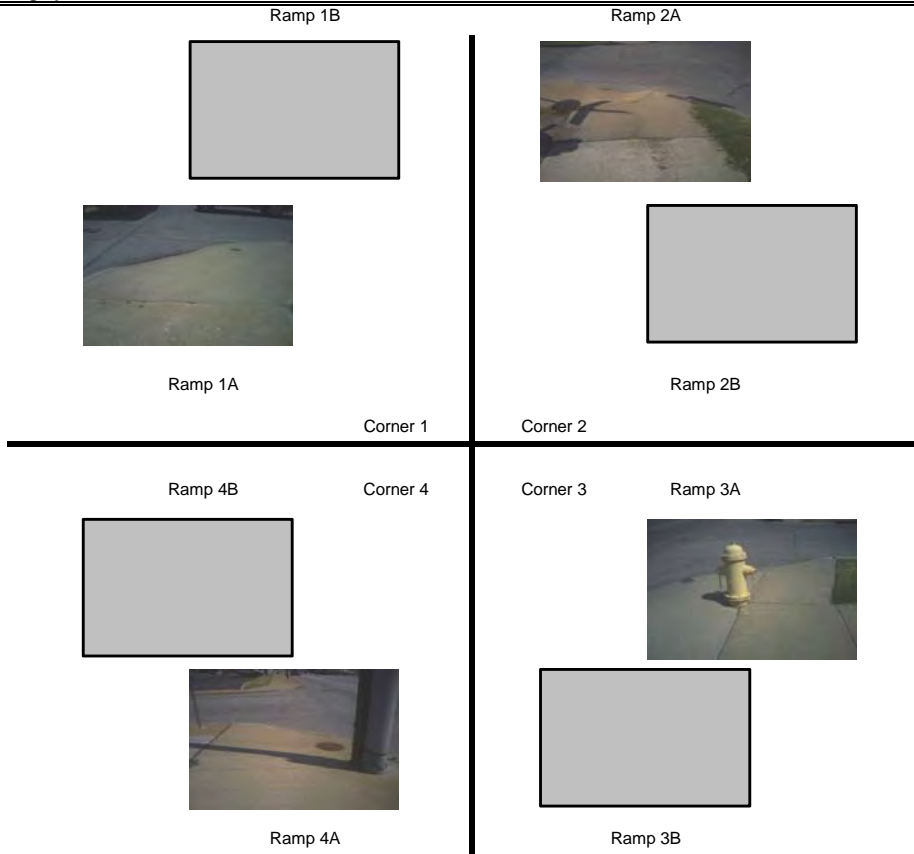 Ramp 1B Ramp 2A
Ramp 1A Ramp 2B
Corner 1 Corner 2
Ramp 4B Corner 4 Corner 3 Ramp 3A
Ramp 4A Ramp 3B